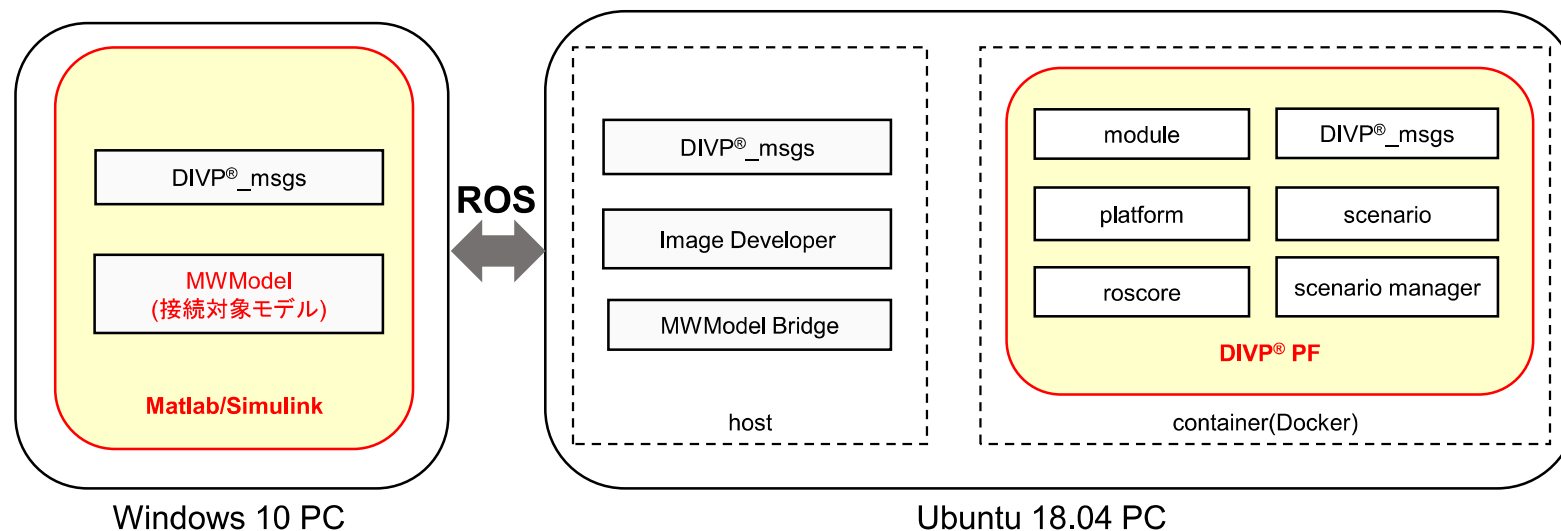 DIVP®_msgs
MWModel
(接続対象モデル)
Matlab/Simulink
Windows 10 PC
ROS
DIVP®_msgs
Image Developer
MWModel Bridge
host
module
DIVP®_msgs
platform
scenario
roscore
scenario manager
DIVP® PF
container(Docker)
Ubuntu 18.04 PC